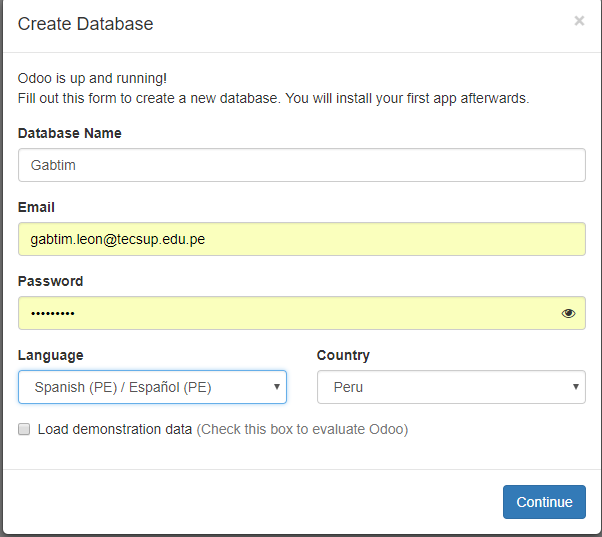 Create Database ×
Odoo is up and running!
Fill out this form to create a new database. You will install your first app afterwards.
Database Name
Gabtim
Email
gabtim.leon@tecsup.edu.pe
Password
•••••••••
Language Country
Spanish (PE) / Español (PE) Peru
Load demonstration data (Check this box to evaluate Odoo)
Continue